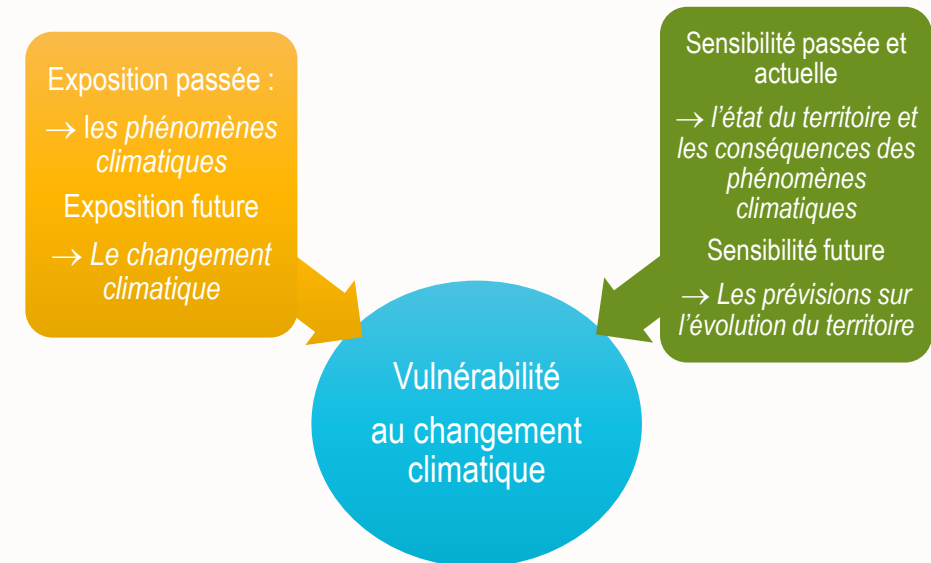 Exposition passée :
→ les phénomènes
climatiques
Exposition future
→ Le changement
climatique
Sensibilité passée et
actuelle
→ l’état du territoire et
les conséquences des
phénomènes
climatiques
Sensibilité future
→ Les prévisions sur
l’évolution du territoire
Vulnérabilité
au changement
climatique